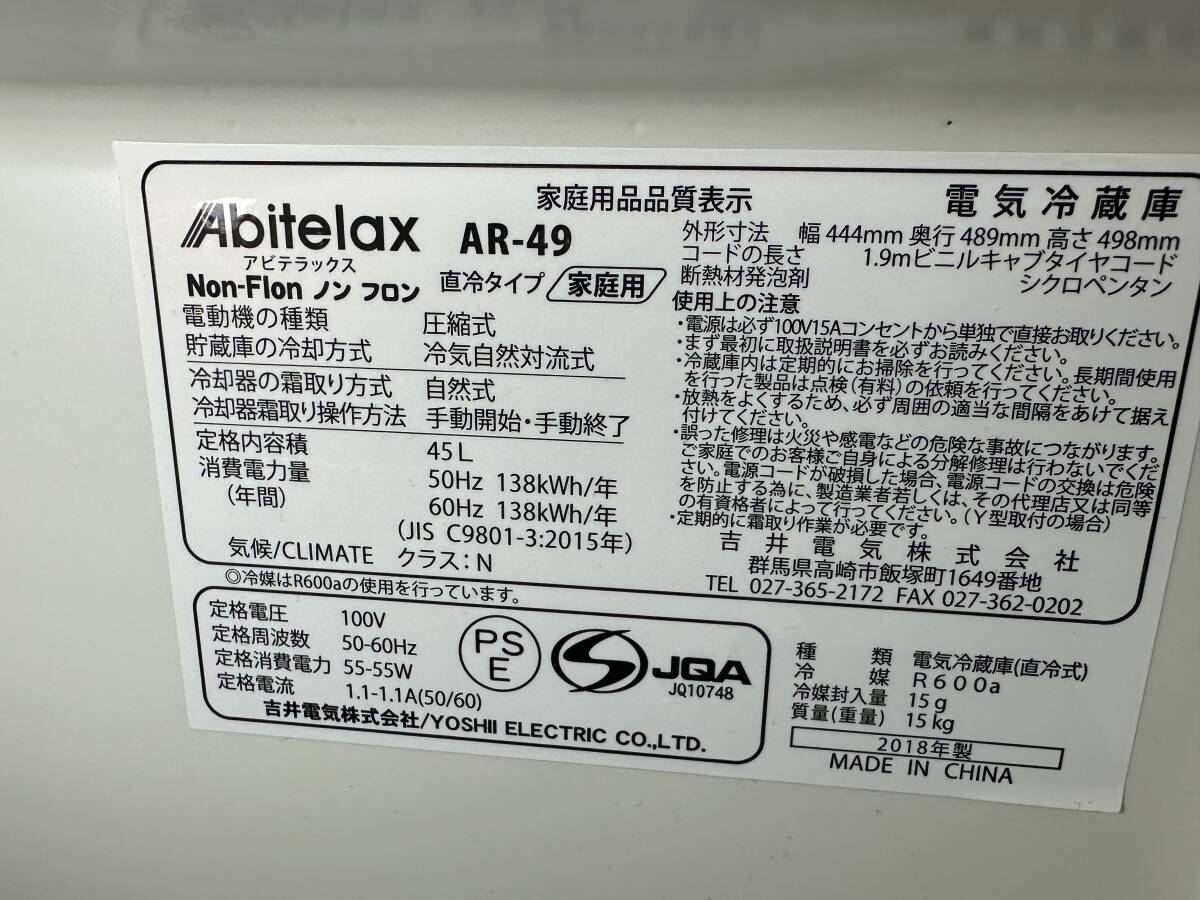 家庭用品品質表示
電気冷蔵庫
Abitelax AR-49
アビテラックス
Non-Flon ノン フロン 直冷タイプ 家庭用
電動機の種類 圧縮式
貯蔵庫の冷却方式 冷気自然対流式
冷却器の霜取り方式 自然式
冷却器霜取り操作方法 手動開始・手動終了
定格内容積 45L
消費電力量 50Hz 138kWh/年
(年間) 60Hz 138kWh/年
(JIS C9801-3:2015年)
気候/CLIMATE クラス:N
◎冷媒はR600aの使用を行っています。
外形寸法 幅 444mm 奥行 489mm 高さ 498mm
コードの長さ 1.9mビニルキャブタイヤコード
断熱材発泡剤 シクロペンタン
使用上の注意
・電源は必ず100V15Aコンセントから単独で直接お取りください。
・まず最初に取扱説明書を必ずお読みください。
・冷蔵庫内は定期的にお掃除を行ってください。長期間使用
を行った製品は点検(有料)の依頼を行ってください。
・放熱をよくするため、必ず周囲の適当な間隔をあけて据え
付けてください。
・誤った修理は火災や感電などの危険な事故につながります。
ご家庭でのお客様ご自身による分解修理は行わないでくだ
さい。電源コードが破損した場合、電源コードの交換は危険
を防止する為に、製造業者若しくは、その代理店又は同等
の有資格者によって行ってください。(Y型取付の場合)
・定期的に霜取り作業が必要です。
吉井電気株式会社
群馬県高崎市飯塚町1649番地
TEL 027-365-2172 FAX 027-362-0202
定格電圧 100V
定格周波数 50-60Hz
定格消費電力 55-55W
定格電流 1.1-1.1A(50/60)
吉井電気株式会社/YOSHII ELECTRIC CO.,LTD.
PS
E
JQA
JQ10748
種類 電気冷蔵庫(直冷式)
冷媒 R600a
冷媒封入量 15g
質量(重量) 15kg
2018年製
MADE IN CHINA